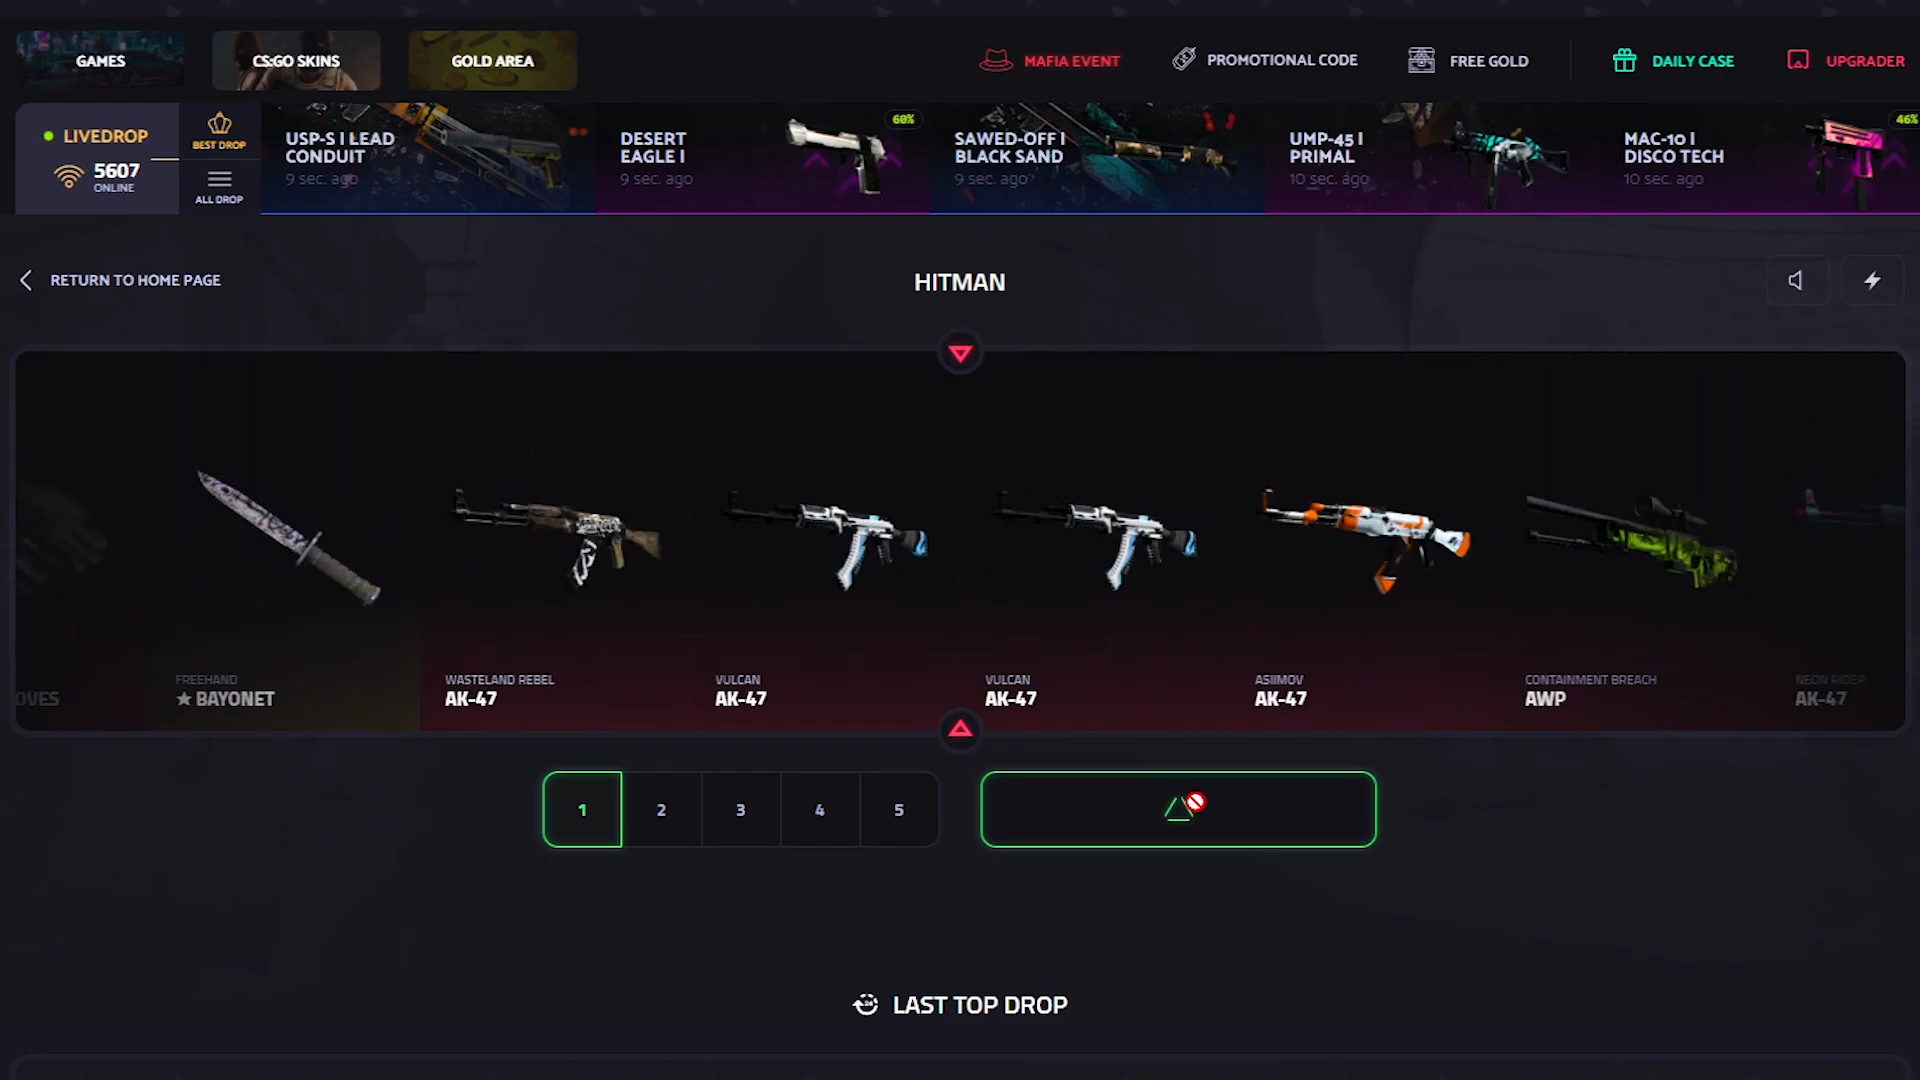 GAMES
CS:GO SKINS
GOLD AREA
MAFIA EVENT
PROMOTIONAL CODE
FREE GOLD
DAILY CASE
UPGRADER
LIVEDROP
5607
ONLINE
BEST DROP
ALL DROP
USP-S | LEAD
CONDUIT
9 sec. ago
60%
DESERT
EAGLE |
9 sec. ago
SAWED-OFF |
BLACK SAND
9 sec. ago
UMP-45 |
PRIMAL
10 sec. ago
46%
MAC-10 |
DISCO TECH
10 sec. ago
RETURN TO HOME PAGE
HITMAN
OVES
FREEHAND
★ BAYONET
WASTELAND REBEL
AK-47
VULCAN
AK-47
VULCAN
AK-47
ASIIMOV
AK-47
CONTAINMENT BREACH
AWP
NEON RIDER
AK-47
1
2
3
4
5
LAST TOP DROP